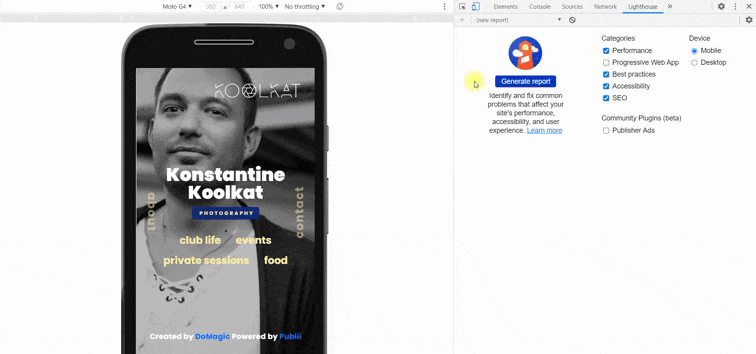 Moto G4 360 x 640 100% No throttling
Elements Console Sources Network Lighthouse
(new report)
Generate report
Identify and fix common
problems that affect your
site's performance,
accessibility, and user
experience. Learn more
Categories
Performance
Progressive Web App
Best practices
Accessibility
SEO
Community Plugins (beta)
Publisher Ads
Device
Mobile
Desktop
KOOLKAT
Konstantine
Koolkat
PHOTOGRAPHY
about
contact
club life events
private sessions food
Created by DoMagic Powered by Publii